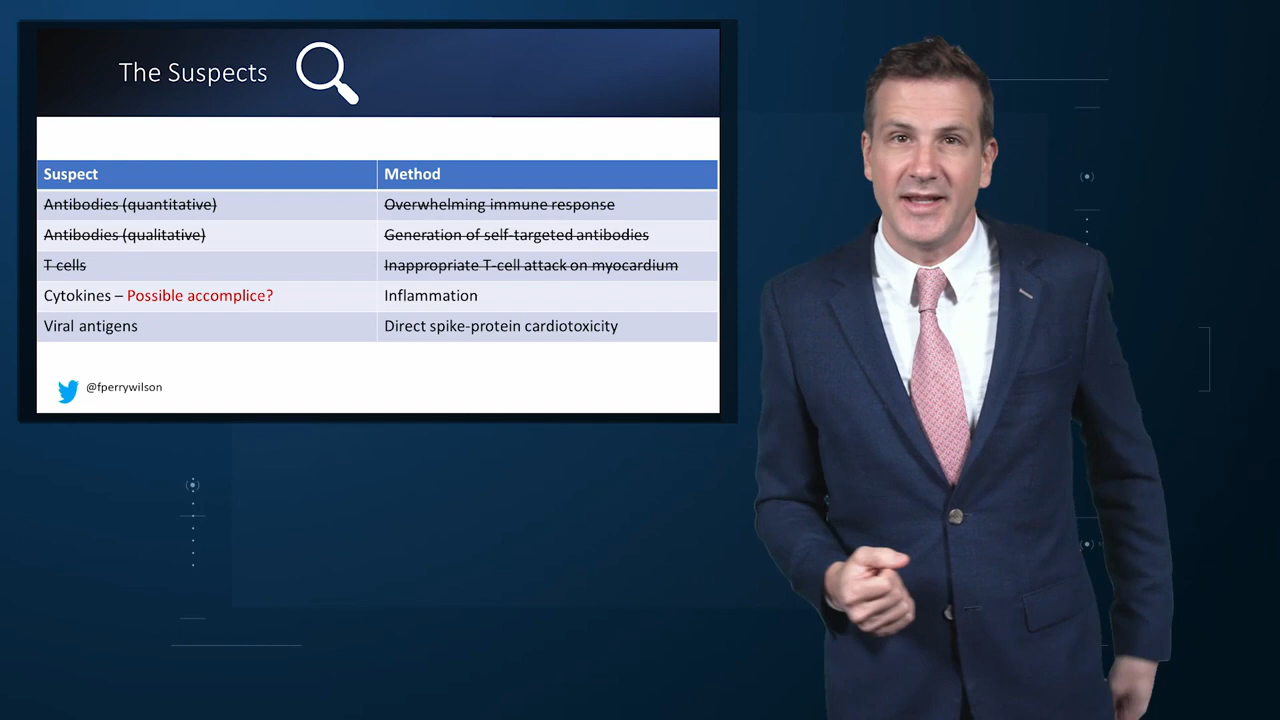 The Suspects
Suspect Method
Antibodies (quantitative) Overwhelming immune response
Antibodies (qualitative) Generation of self-targeted antibodies
T cells Inappropriate T-cell attack on myocardium
Cytokines – Possible accomplice? Inflammation
Viral antigens Direct spike-protein cardiotoxicity
@fperrywilson